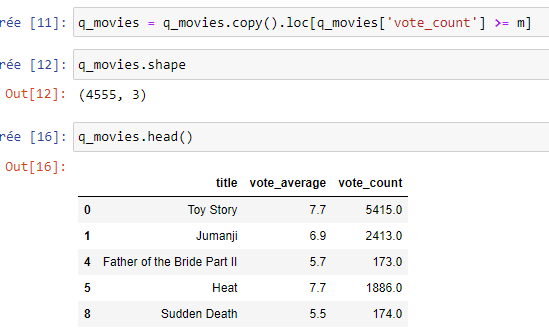 rée [11]: q_movies = q_movies.copy().loc[q_movies['vote_count'] >= m]
rée [12]: q_movies.shape
Out[12]: (4555, 3)
rée [16]: q_movies.head()
Out[16]:
title vote_average vote_count
0 Toy Story 7.7 5415.0
1 Jumanji 6.9 2413.0
4 Father of the Bride Part II 5.7 173.0
5 Heat 7.7 1886.0
8 Sudden Death 5.5 174.0